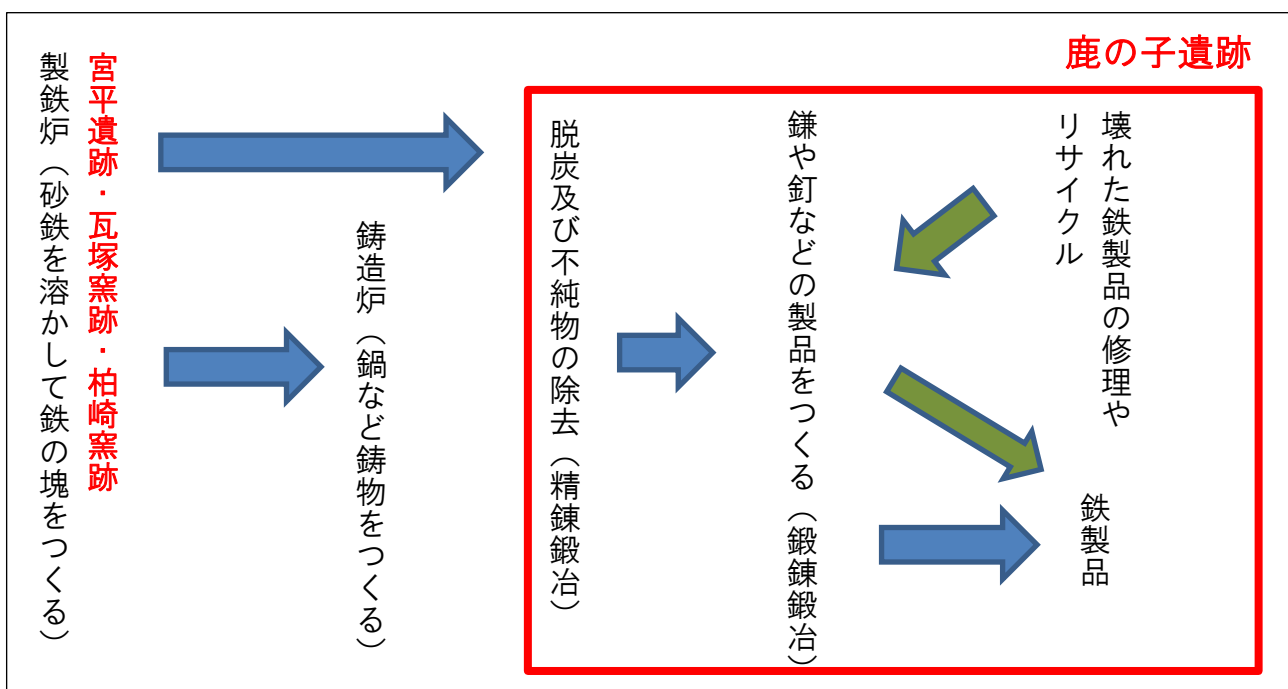 鹿の子遺跡
宮平遺跡・瓦塚窯跡・柏崎窯跡
製鉄炉（砂鉄を溶かして鉄の塊をつくる）
鋳造炉（鍋など鋳物をつくる）
脱炭及び不純物の除去（精錬鍛冶）
鎌や釘などの製品をつくる（鍛錬鍛冶）
壊れた鉄製品の修理や
リサイクル
鉄製品